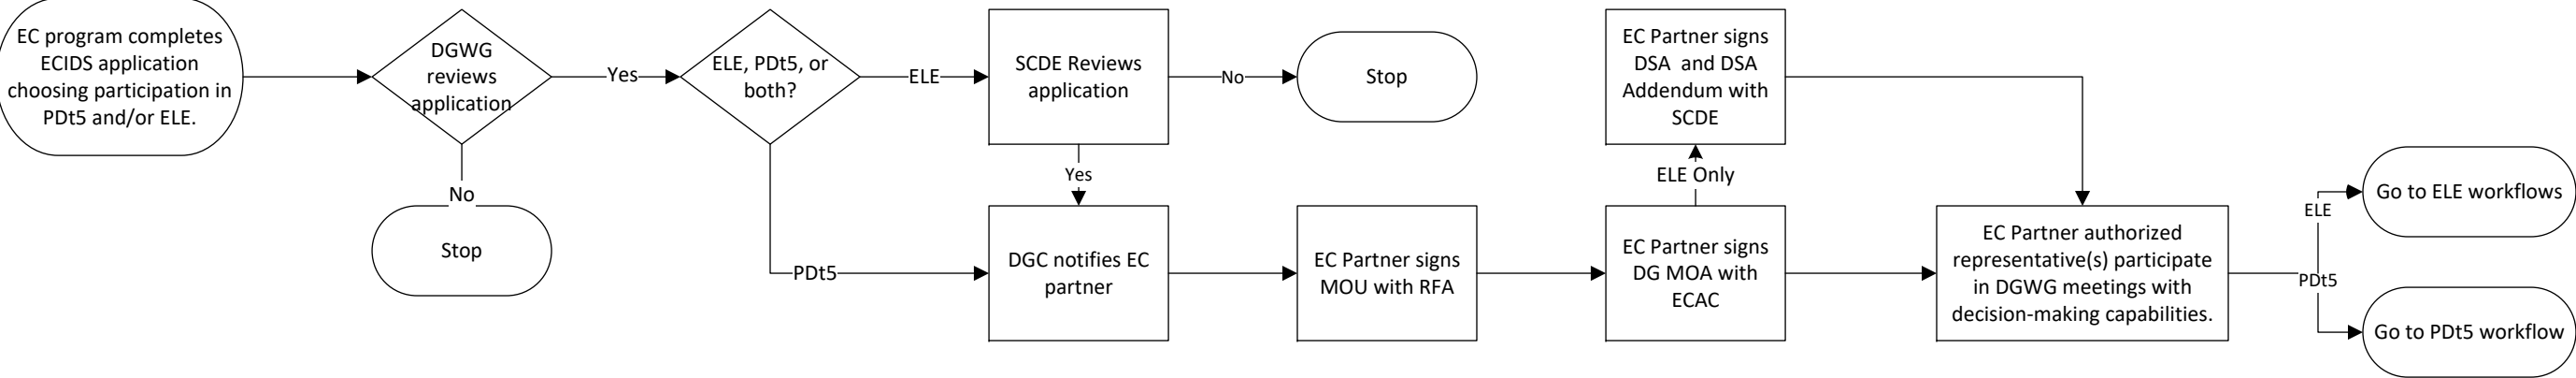 EC program completes
ECIDS application
choosing participation in
PDt5 and/or ELE.
DGWG
reviews
application
Yes
No
Stop
ELE, PDt5, or
both?
ELE
PDt5
SCDE Reviews
application
No
Stop
Yes
DGC notifies EC
partner
EC Partner signs
MOU with RFA
EC Partner signs
DG MOA with
ECAC
ELE Only
EC Partner signs
DSA  and DSA
Addendum with
SCDE
EC Partner authorized
representative(s) participate
in DGWG meetings with
decision-making capabilities.
ELE
Go to ELE workflows
PDt5
Go to PDt5 workflow